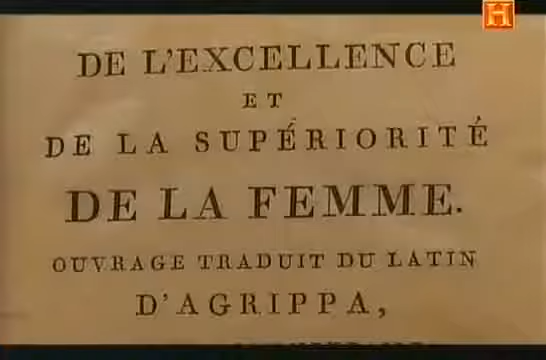 DE L'EXCELLENCE
ET
DE LA SUPÉRIORITÉ
DE LA FEMME.
OUVRAGE TRADUIT DU LATIN
D'AGRIPPA,